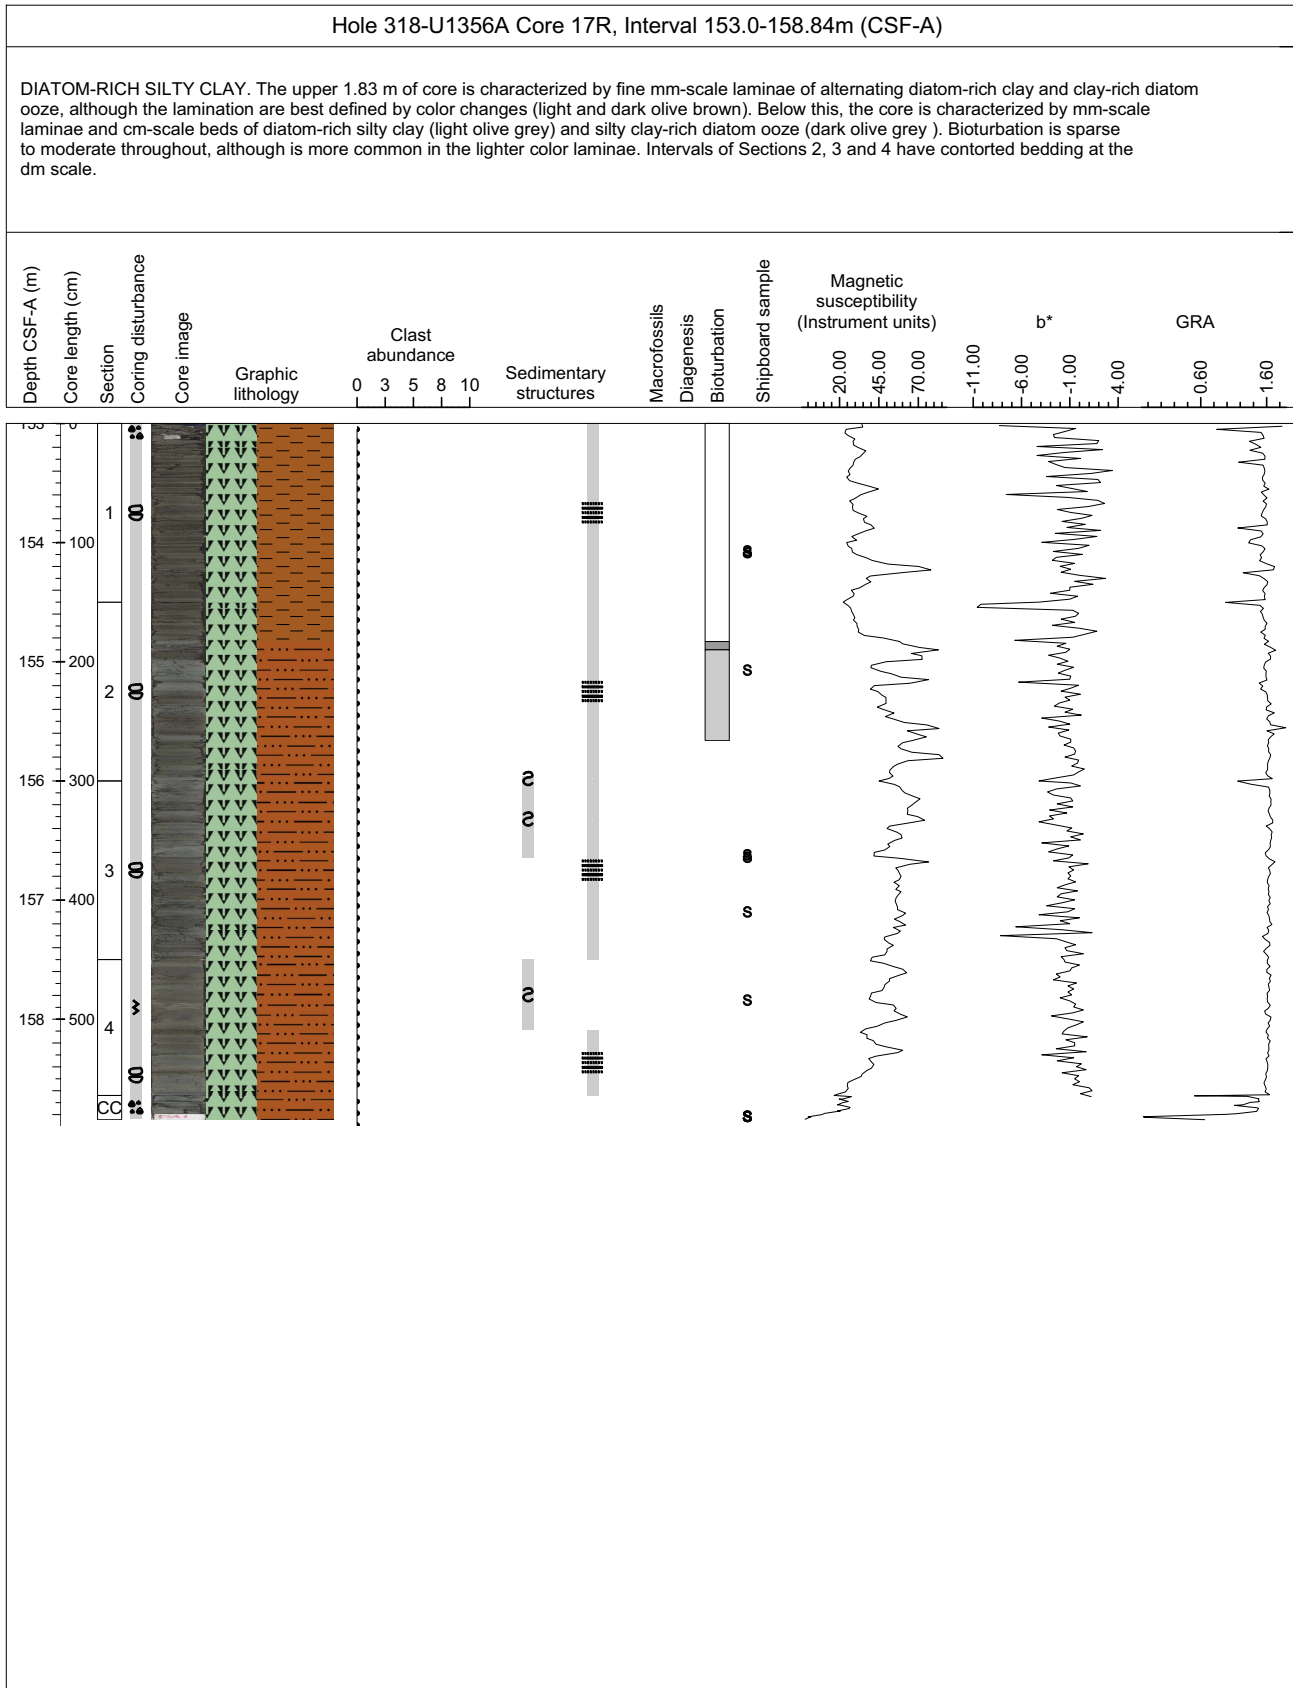 Hole 318-U1356A Core 17R, Interval 153.0-158.84m (CSF-A)
DIATOM-RICH SILTY CLAY. The upper 1.83 m of core is characterized by fine mm-scale laminae of alternating diatom-rich clay and clay-rich diatom
ooze, although the lamination are best defined by color changes (light and dark olive brown). Below this, the core is characterized by mm-scale
laminae and cm-scale beds of diatom-rich silty clay (light olive grey) and silty clay-rich diatom ooze (dark olive grey ). Bioturbation is sparse
to moderate throughout, although is more common in the lighter color laminae. Intervals of Sections 2, 3 and 4 have contorted bedding at the
dm scale.
Depth CSF-A (m)
Core length (cm)
Section
Coring disturbance
Core image
Graphic
lithology
Clast
abundance
0 3 5 8 10
Sedimentary
structures
Macrofossils
Diagenesis
Bioturbation
Shipboard sample
Magnetic
susceptibility
(Instrument units)
20.00 45.00 70.00
b*
-11.00 -6.00 -1.00 4.00
GRA
0.60 1.60
153 0
1
154 100
S
S
155 200
S
2
156 300
S
S
3
157 400
S
S
158 500
4
CC
S